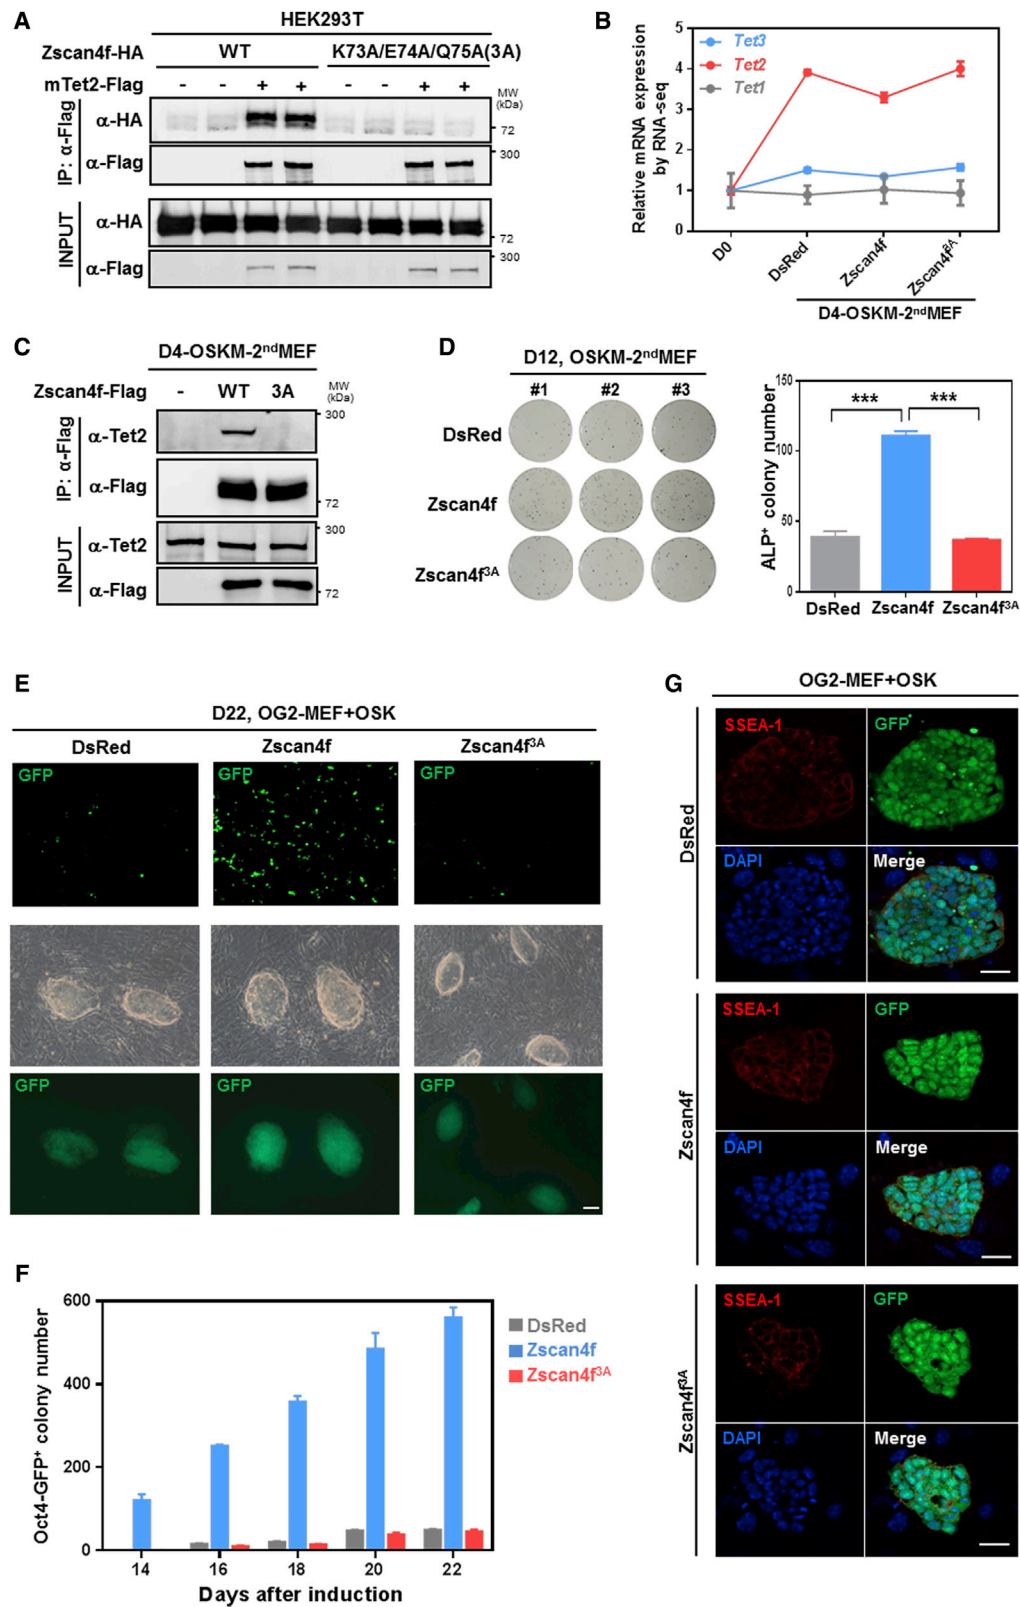 A
HEK293T
Zscan4f-HA
WT
K73A/E74A/Q75A(3A)
mTet2-Flag
- - + + - - + +
MW
(kDa)
IP: α-Flag
α-HA
72
α-Flag
300
INPUT
α-HA
72
α-Flag
300
B
Relative mRNA expression
by RNA-seq
5
4
3
2
1
0
Tet3
Tet2
Tet1
D0
DsRed
Zscan4f
Zscan4f3A
D4-OSKM-2ndMEF
C
D4-OSKM-2ndMEF
Zscan4f-Flag
- WT 3A
MW
(kDa)
IP: α-Flag
α-Tet2
300
α-Flag
72
INPUT
α-Tet2
300
α-Flag
72
D
D12, OSKM-2ndMEF
#1 #2 #3
DsRed
Zscan4f
Zscan4f3A
ALP+ colony number
150
100
50
0
*** ***
DsRed Zscan4f Zscan4f3A
E
D22, OG2-MEF+OSK
DsRed Zscan4f Zscan4f3A
GFP GFP GFP
GFP GFP GFP
F
Oct4-GFP+ colony number
600
400
200
0
14 16 18 20 22
Days after induction
DsRed
Zscan4f
Zscan4f3A
G
OG2-MEF+OSK
DsRed
SSEA-1 GFP
DAPI Merge
Zscan4f
SSEA-1 GFP
DAPI Merge
Zscan4f3A
SSEA-1 GFP
DAPI Merge